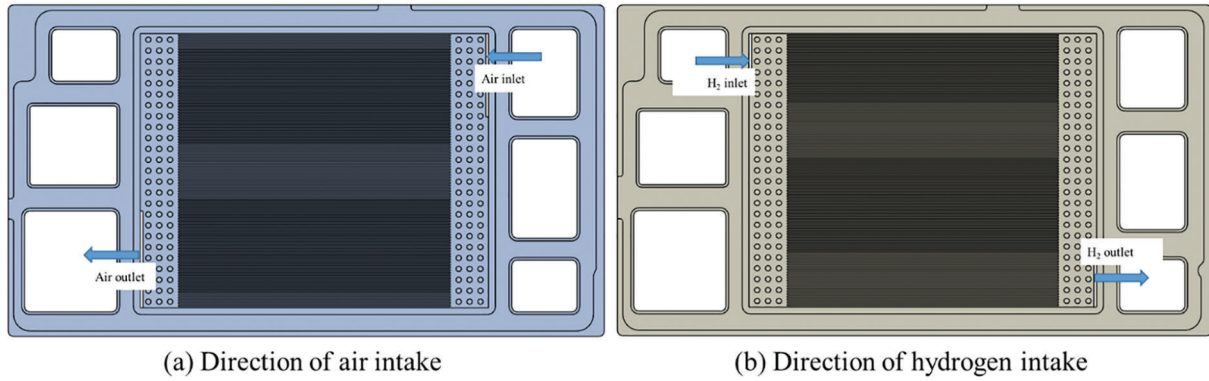 Air inlet
Air outlet
H₂ inlet
H₂ outlet
(a) Direction of air intake
(b) Direction of hydrogen intake